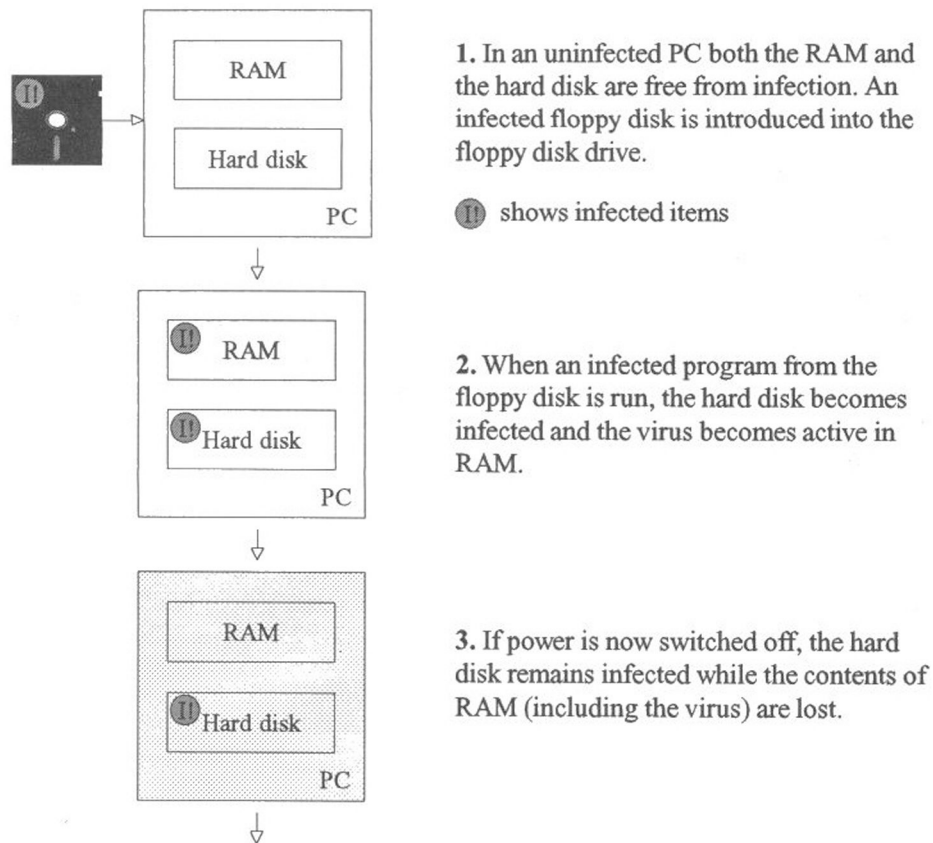 I!
RAM
Hard disk
PC
1. In an uninfected PC both the RAM and
the hard disk are free from infection. An
infected floppy disk is introduced into the
floppy disk drive.
I! shows infected items
I!
RAM
I!
Hard disk
PC
2. When an infected program from the
floppy disk is run, the hard disk becomes
infected and the virus becomes active in
RAM.
RAM
I!
Hard disk
PC
3. If power is now switched off, the hard
disk remains infected while the contents of
RAM (including the virus) are lost.